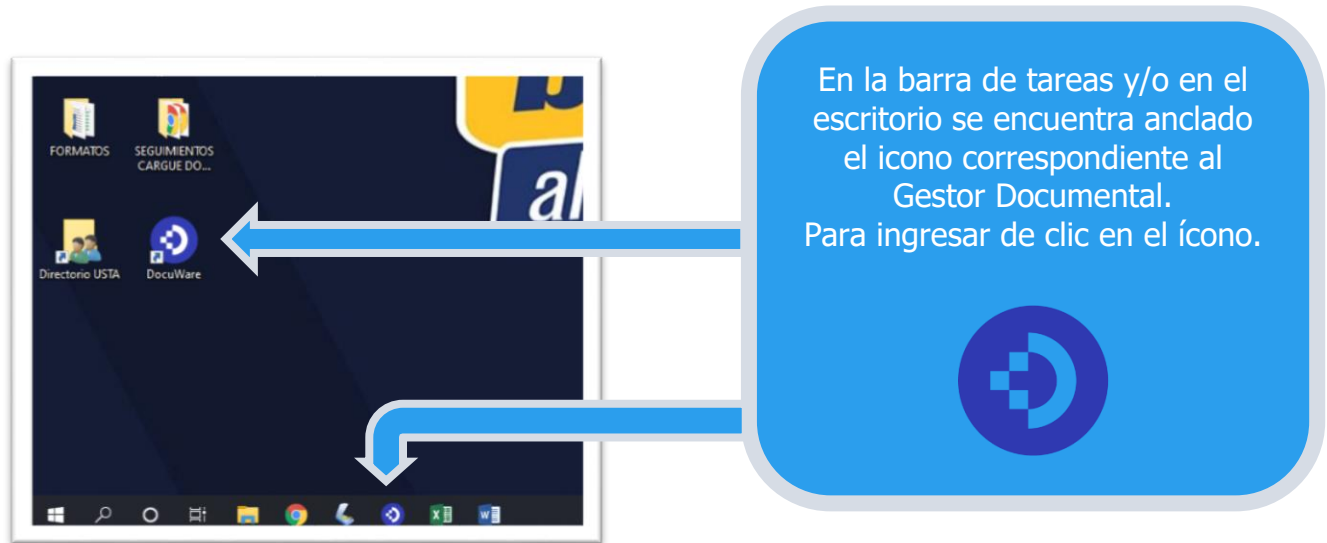 FORMATOS
SEGUIMIENTOS
CARGUE DO...
Directorio USTA
DocuWare
b
al
En la barra de tareas y/o en el
escritorio se encuentra anclado
el icono correspondiente al
Gestor Documental.
Para ingresar de clic en el ícono.